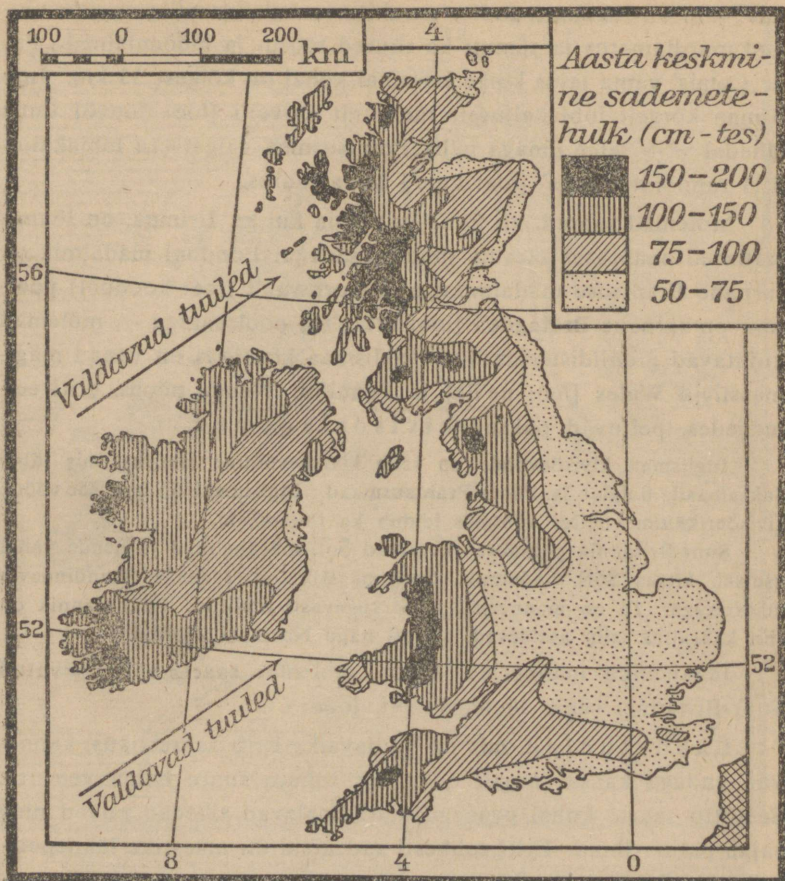 100 0 100 200 km
4
Aasta keskmi-
ne sademete-
hulk (cm-tes)
150-200
100-150
75-100
50-75
56
Valdavad tuuled
52
52
Valdavad tuuled
8 4 0